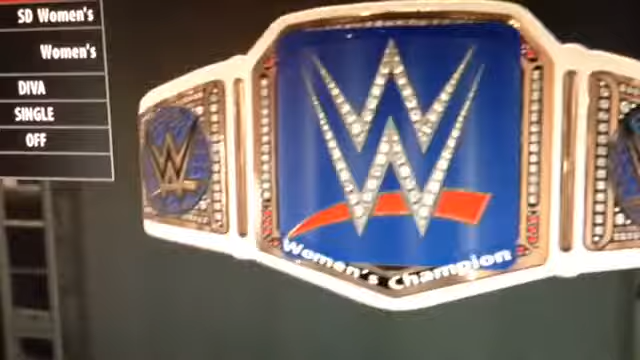 SD Women's
Women's
DIVA
SINGLE
OFF
W
W
Women's Champion